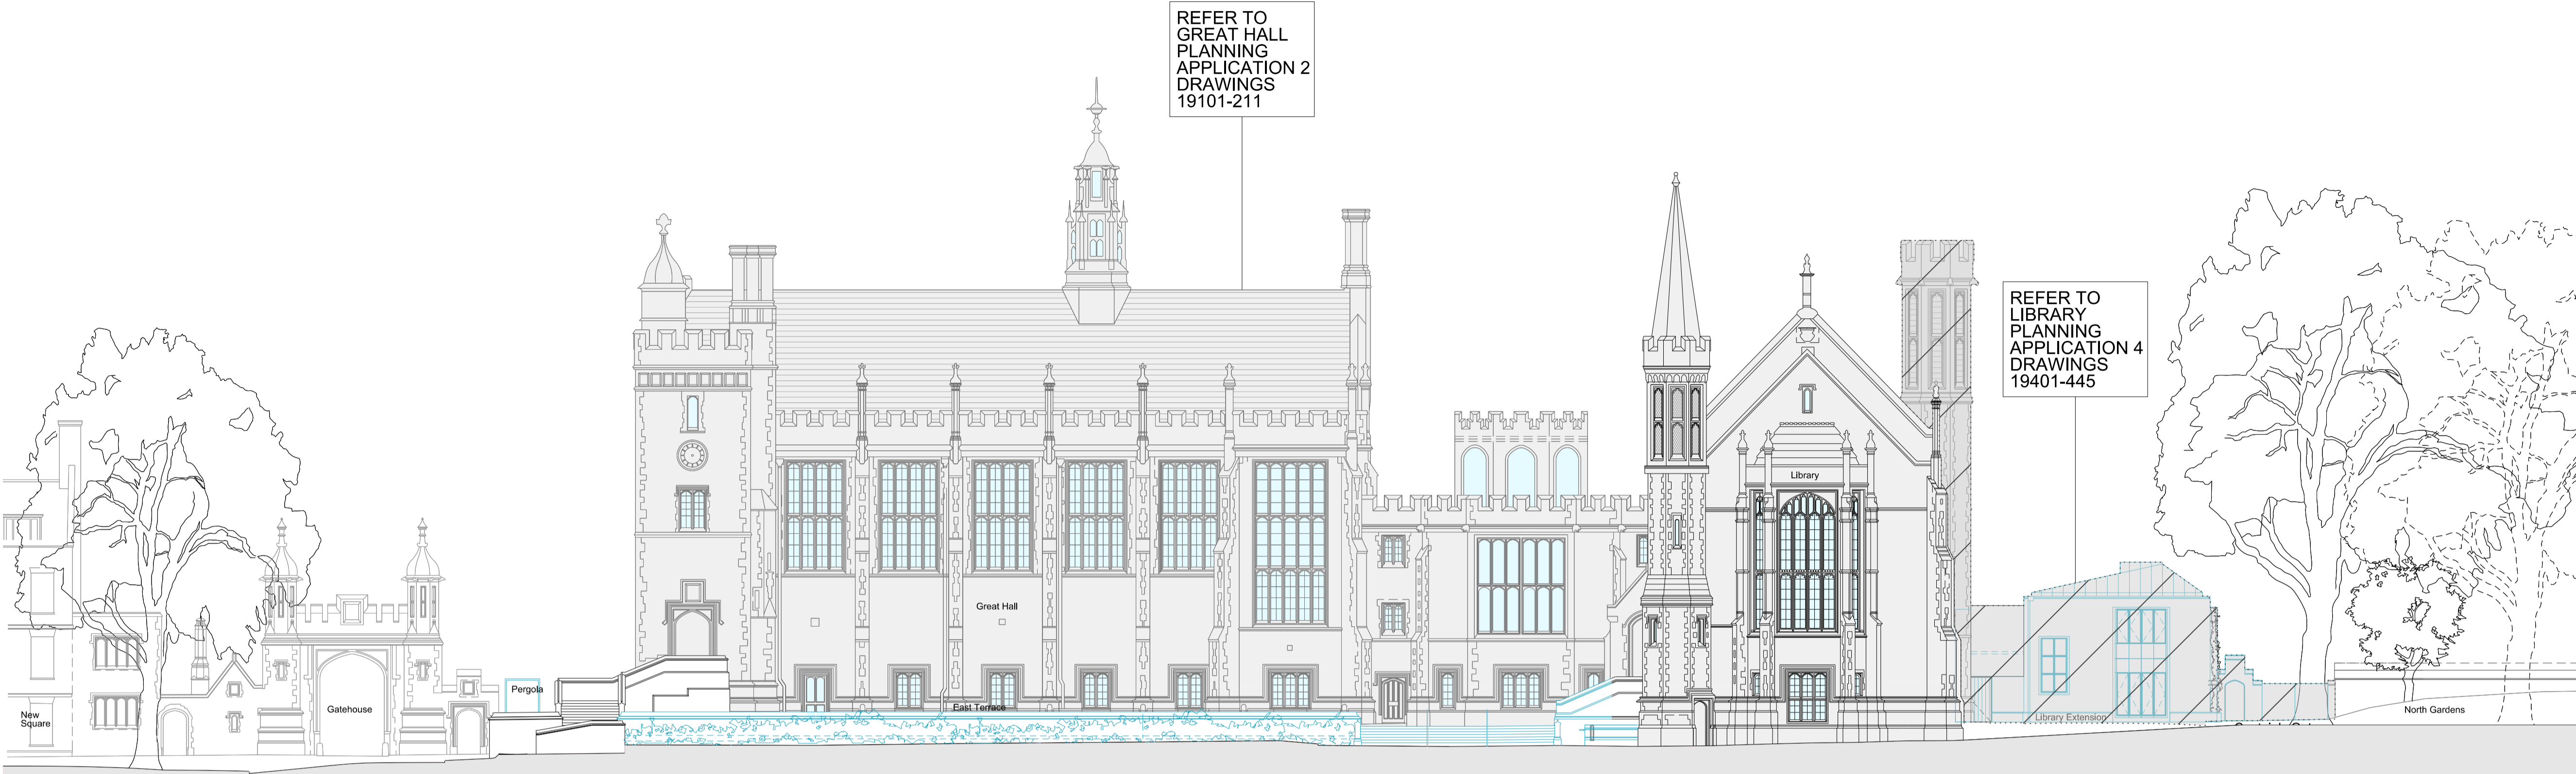 REFER TO
GREAT HALL
PLANNING
APPLICATION 2
DRAWINGS
19101-211
REFER TO
LIBRARY
PLANNING
APPLICATION 4
DRAWINGS
19401-445
Library
Great Hall
Pergola
East Terrace
New
Square
Gatehouse
Library Extension
North Gardens